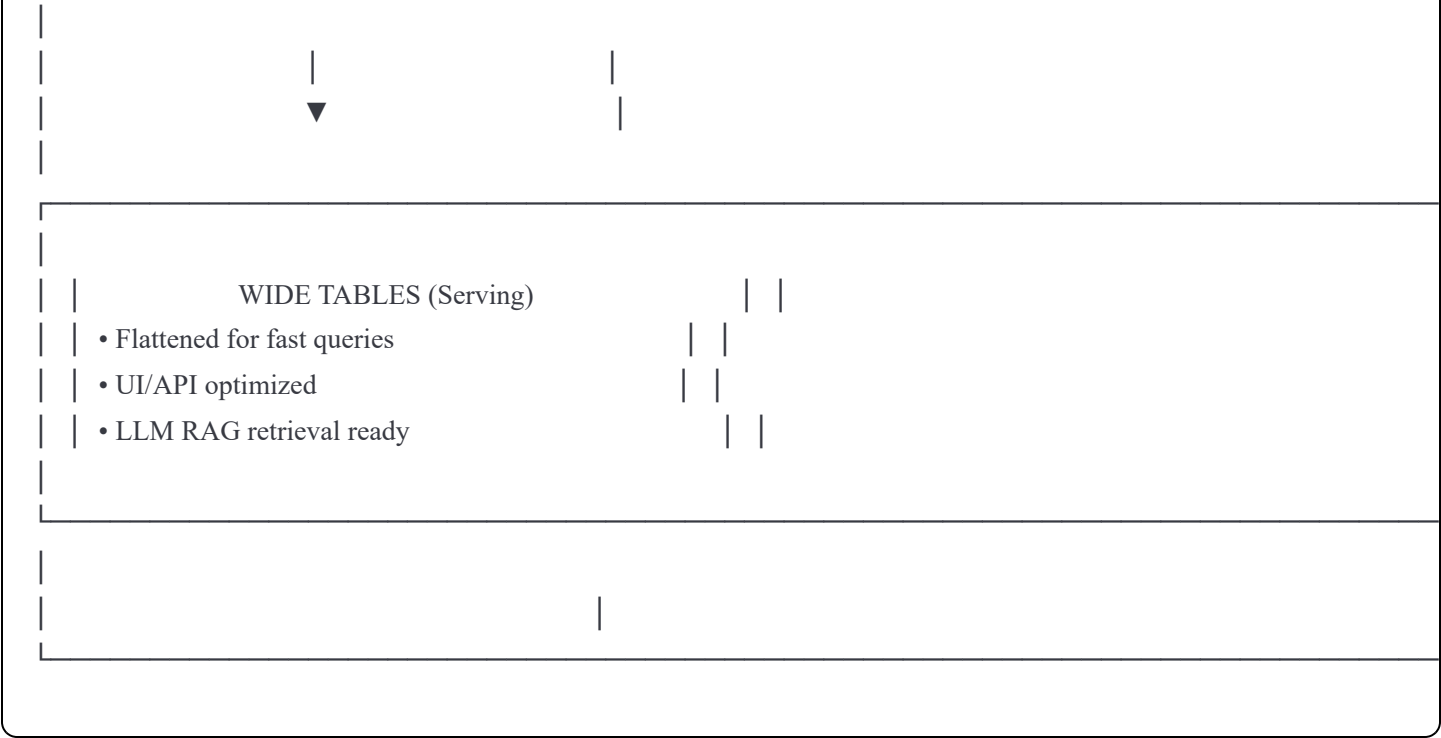 ▼
WIDE TABLES (Serving)
• Flattened for fast queries
• UI/API optimized
• LLM RAG retrieval ready